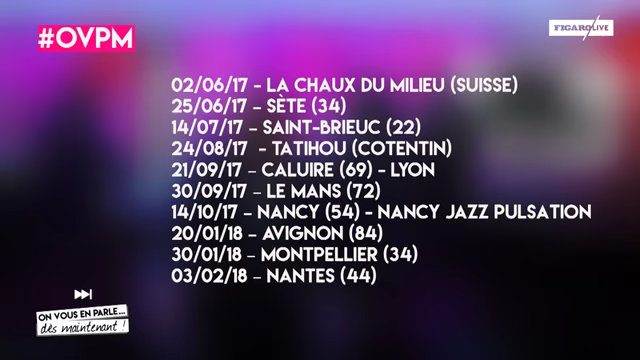 #OVPM
FIGARO LIVE
02/06/17 - LA CHAUX DU MILIEU (SUISSE)
25/06/17 - SÈTE (34)
14/07/17 – SAINT-BRIEUC (22)
24/08/17 - TATIHOU (COTENTIN)
21/09/17 – CALUIRE (69) - LYON
30/09/17 – LE MANS (72)
14/10/17 – NANCY (54) - NANCY JAZZ PULSATION
20/01/18 – AVIGNON (84)
30/01/18 – MONTPELLIER (34)
03/02/18 – NANTES (44)
ON VOUS EN PARLE...
dès maintenant !